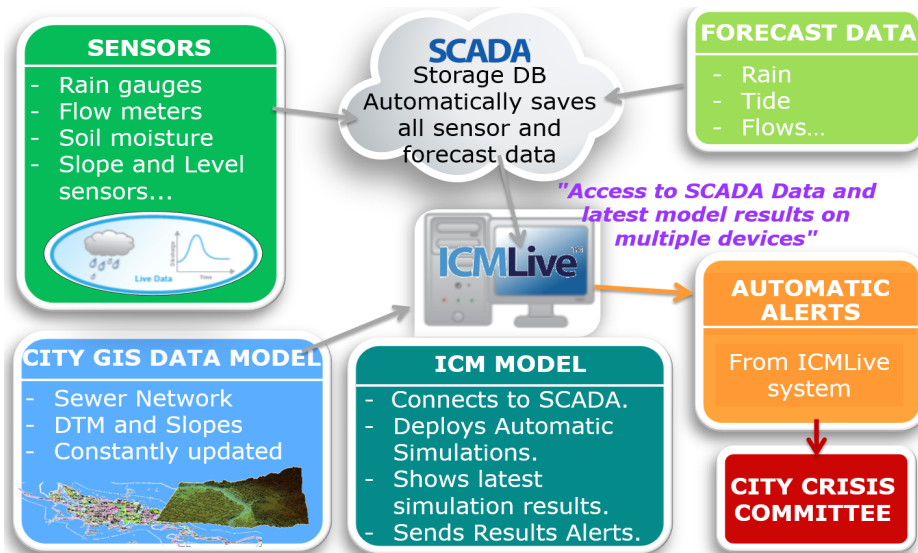 SENSORS
- Rain gauges
- Flow meters
- Soil moisture
- Slope and Level
sensors...
Live Data
Time
SCADA
Storage DB
Automatically saves
all sensor and
forecast data
FORECAST DATA
- Rain
- Tide
- Flows...
"Access to SCADA Data and
latest model results on
multiple devices"
ICMLive™
CITY GIS DATA MODEL
- Sewer Network
- DTM and Slopes
- Constantly updated
ICM MODEL
- Connects to SCADA.
- Deploys Automatic
Simulations.
- Shows latest
simulation results.
- Sends Results Alerts.
AUTOMATIC
ALERTS
From ICMLive
system
CITY CRISIS
COMMITTEE